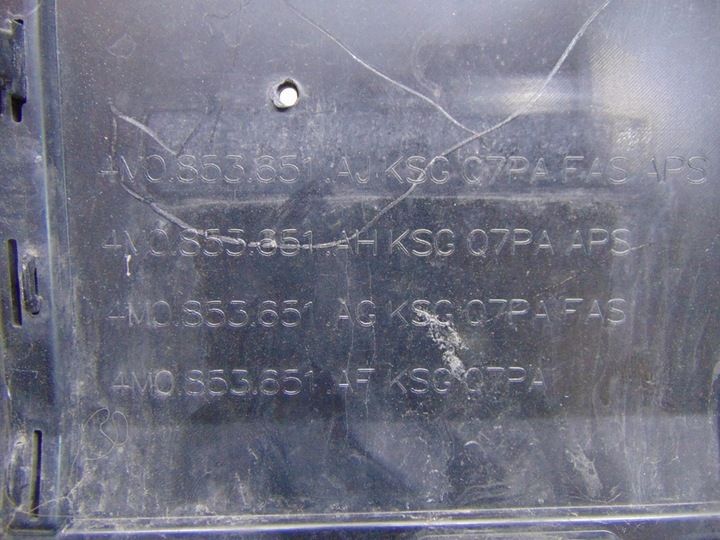 4M0.853.651 .AJ KSG Q7PA FAS APS
4M0.853.651 .AH KSG Q7PA APS
4M0.853.651 .AG KSG Q7PA FAS
4M0.853.651 .AF KSG Q7PA